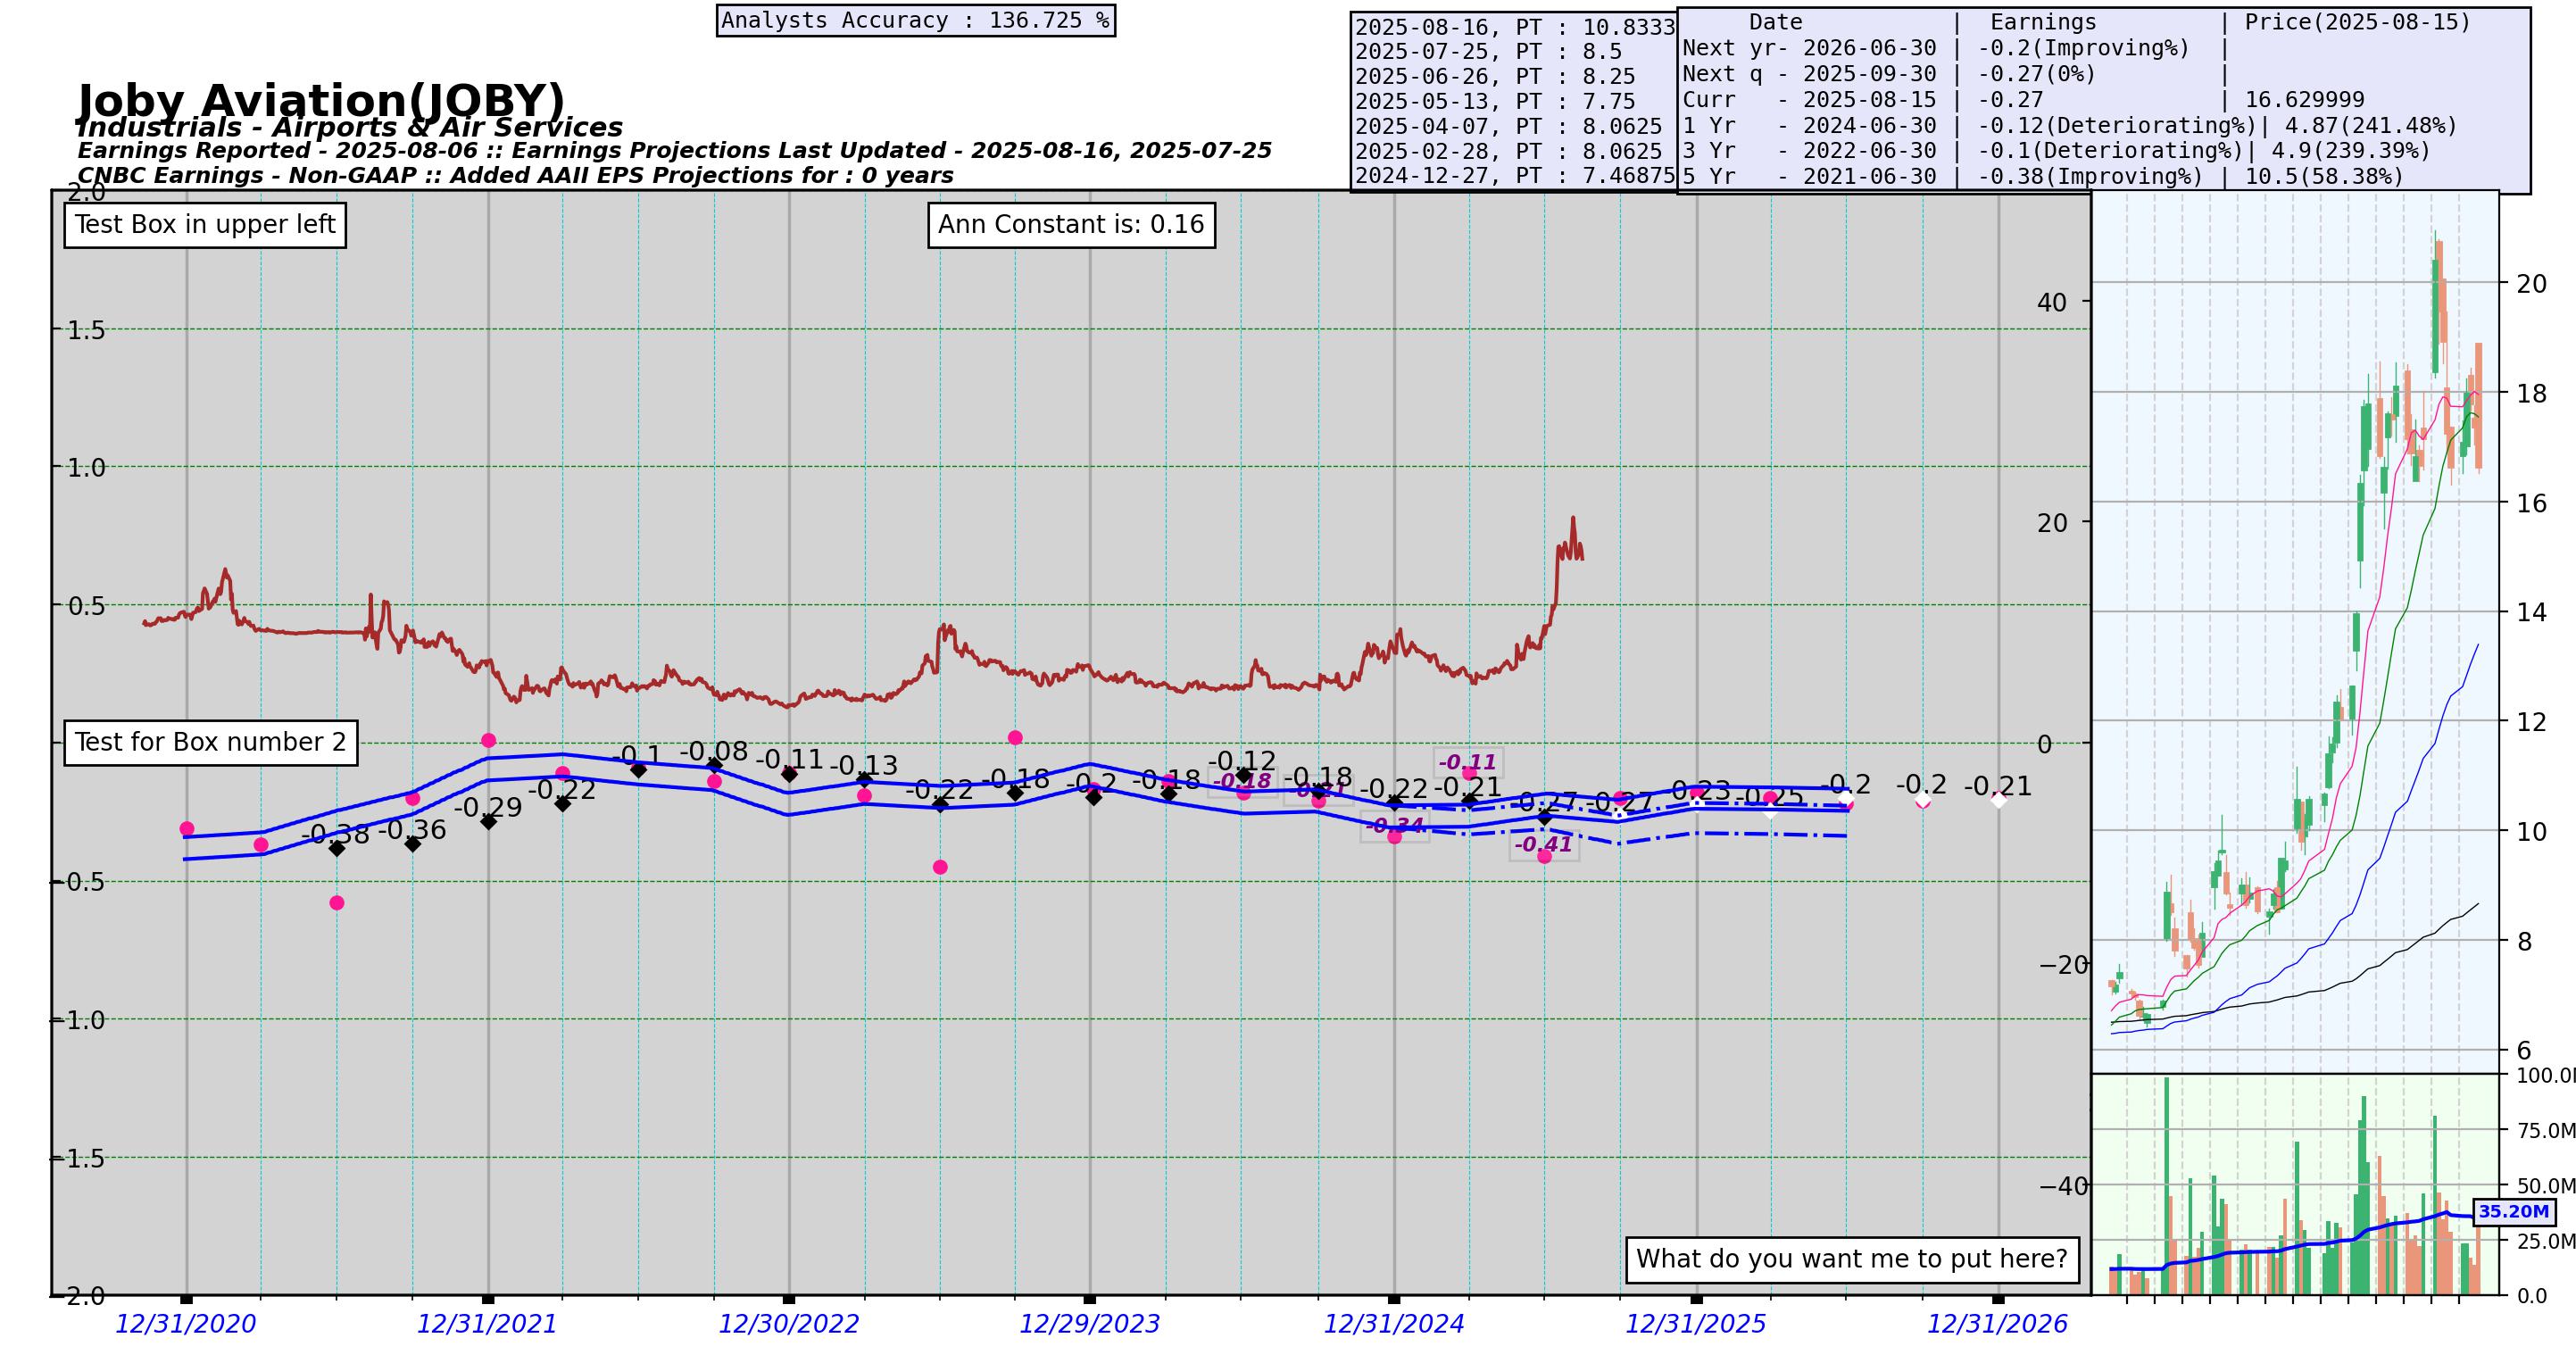 Analysts Accuracy : 136.725 %
2025-08-16, PT : 10.8333
2025-07-25, PT : 8.5
2025-06-26, PT : 8.25
2025-05-13, PT : 7.75
2025-04-07, PT : 8.0625
2025-02-28, PT : 8.0625
2024-12-27, PT : 7.46875
Date | Earnings | Price(2025-08-15)
Next yr- 2026-06-30 | -0.2(Improving%) |
Next q - 2025-09-30 | -0.27(0%) |
Curr - 2025-08-15 | -0.27 | 16.629999
1 Yr - 2024-06-30 | -0.12(Deteriorating%)| 4.87(241.48%)
3 Yr - 2022-06-30 | -0.1(Deteriorating%)| 4.9(239.39%)
5 Yr - 2021-06-30 | -0.38(Improving%) | 10.5(58.38%)
Joby Aviation(JOBY)
Industrials - Airports & Air Services
Earnings Reported - 2025-08-06 :: Earnings Projections Last Updated - 2025-08-16, 2025-07-25
CNBC Earnings - Non-GAAP :: Added AAII EPS Projections for : 0 years
Test Box in upper left
Ann Constant is: 0.16
Test for Box number 2
What do you want me to put here?
2.0
1.5
1.0
0.5
−0.5
−1.0
−1.5
−2.0
-0.38 -0.36 -0.29 -0.22 -0.1 -0.08 -0.11 -0.13 -0.22 -0.18 -0.2 -0.18 -0.12 -0.18 -0.22 -0.21 -0.27 -0.27 -0.23 -0.25 -0.2 -0.2 -0.21
-0.18 -0.21 -0.34 -0.11 -0.41
40
20
0
−20
−40
20
18
16
14
12
10
8
6
100.0M
75.0M
50.0M
35.20M
25.0M
0.0
12/31/2020 12/31/2021 12/30/2022 12/29/2023 12/31/2024 12/31/2025 12/31/2026